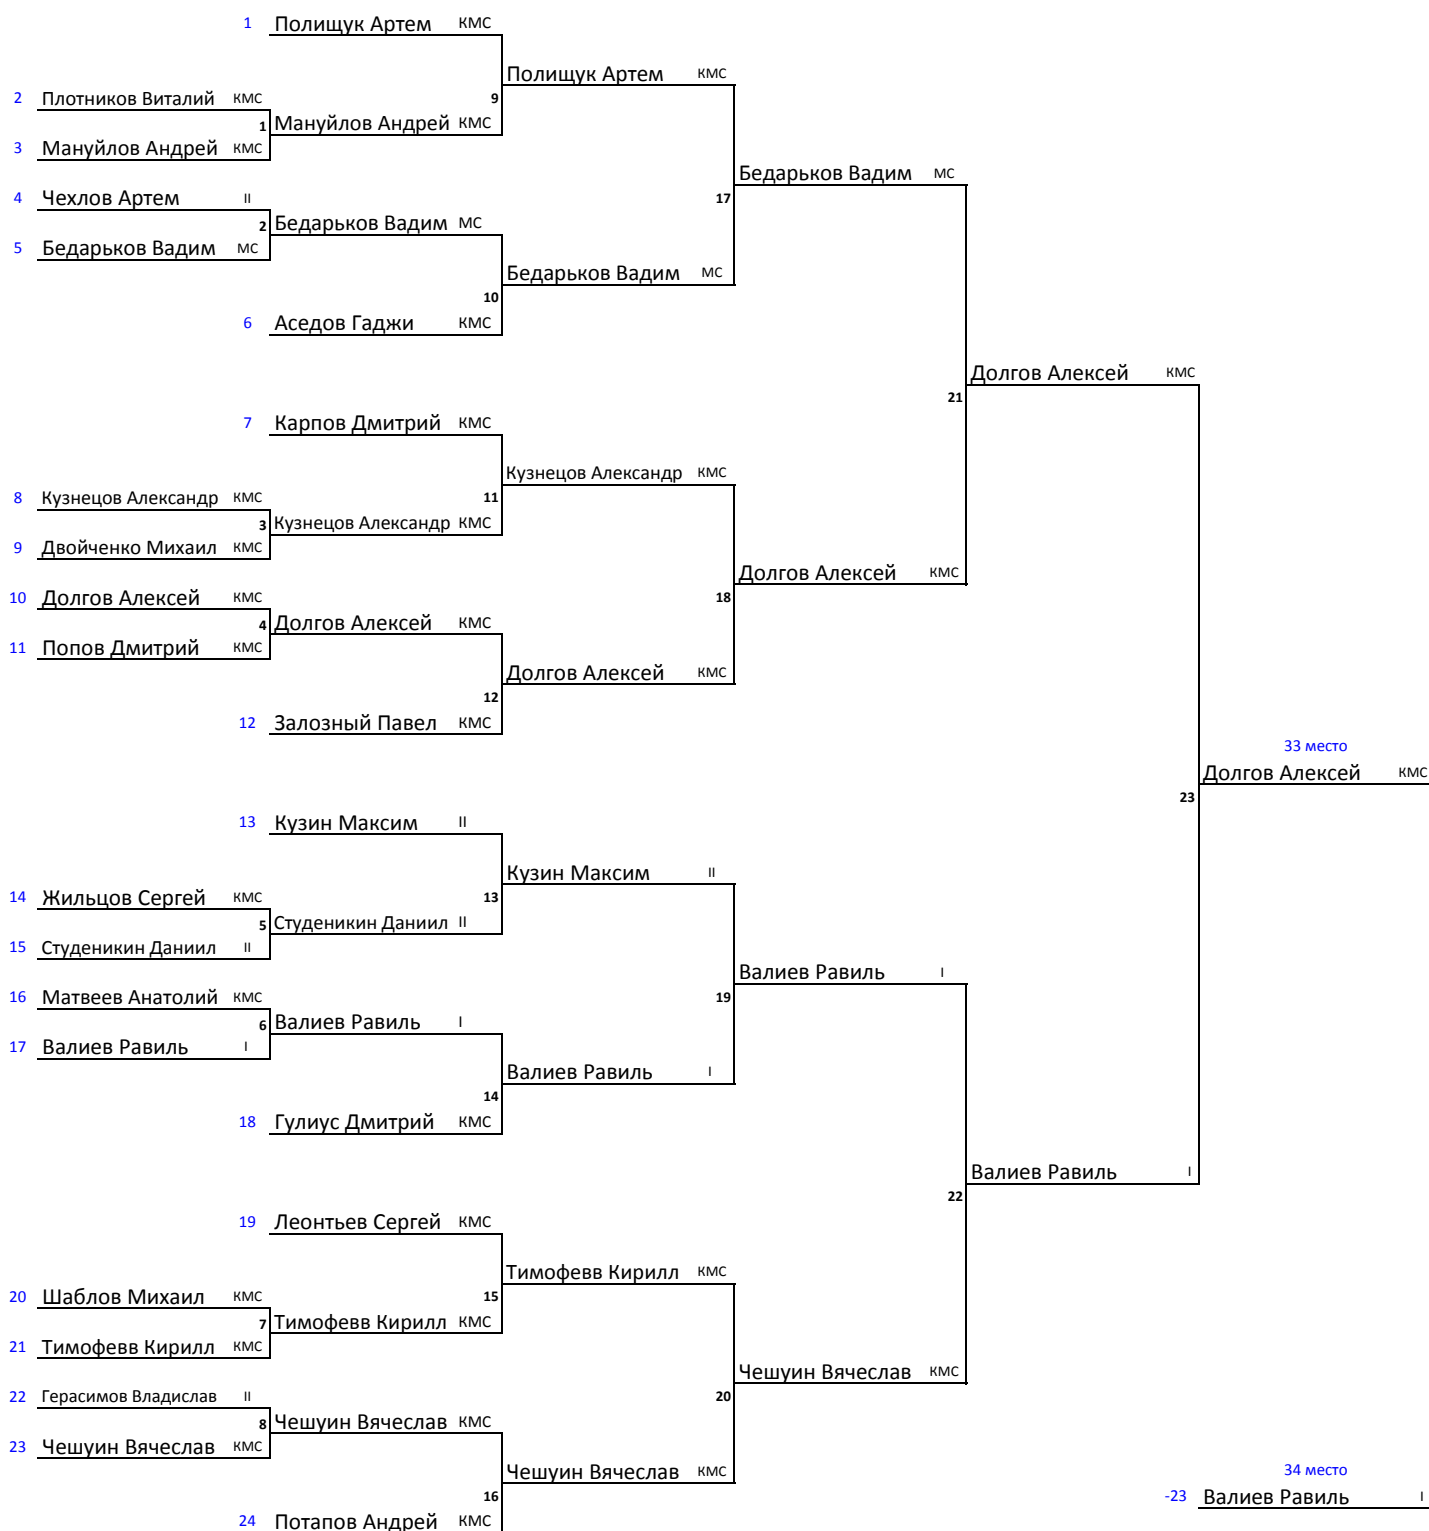 1 Полищук Артем КМС
Полищук Артем КМС
2 Плотников Виталий КМС
9
1 Мануйлов Андрей КМС
3 Мануйлов Андрей КМС
Бедарьков Вадим МС
4 Чехлов Артем II
17
2 Бедарьков Вадим МС
5 Бедарьков Вадим МС
Бедарьков Вадим МС
10
6 Аседов Гаджи КМС
Долгов Алексей КМС
21
7 Карпов Дмитрий КМС
Кузнецов Александр КМС
8 Кузнецов Александр КМС
11
3 Кузнецов Александр КМС
9 Двойченко Михаил КМС
Долгов Алексей КМС
10 Долгов Алексей КМС
18
4 Долгов Алексей КМС
11 Попов Дмитрий КМС
Долгов Алексей КМС
12
12 Залозный Павел КМС
33 место
Долгов Алексей КМС
23
13 Кузин Максим II
Кузин Максим II
14 Жильцов Сергей КМС
13
5 Студеникин Даниил II
15 Студеникин Даниил II
Валиев Равиль I
16 Матвеев Анатолий КМС
19
6 Валиев Равиль I
17 Валиев Равиль I
Валиев Равиль I
14
18 Гулиус Дмитрий КМС
Валиев Равиль I
22
19 Леонтьев Сергей КМС
Тимофевв Кирилл КМС
20 Шаблов Михаил КМС
15
7 Тимофевв Кирилл КМС
21 Тимофевв Кирилл КМС
Чешуин Вячеслав КМС
22 Герасимов Владислав II
20
8 Чешуин Вячеслав КМС
23 Чешуин Вячеслав КМС
Чешуин Вячеслав КМС
34 место
16
-23 Валиев Равиль I
24 Потапов Андрей КМС